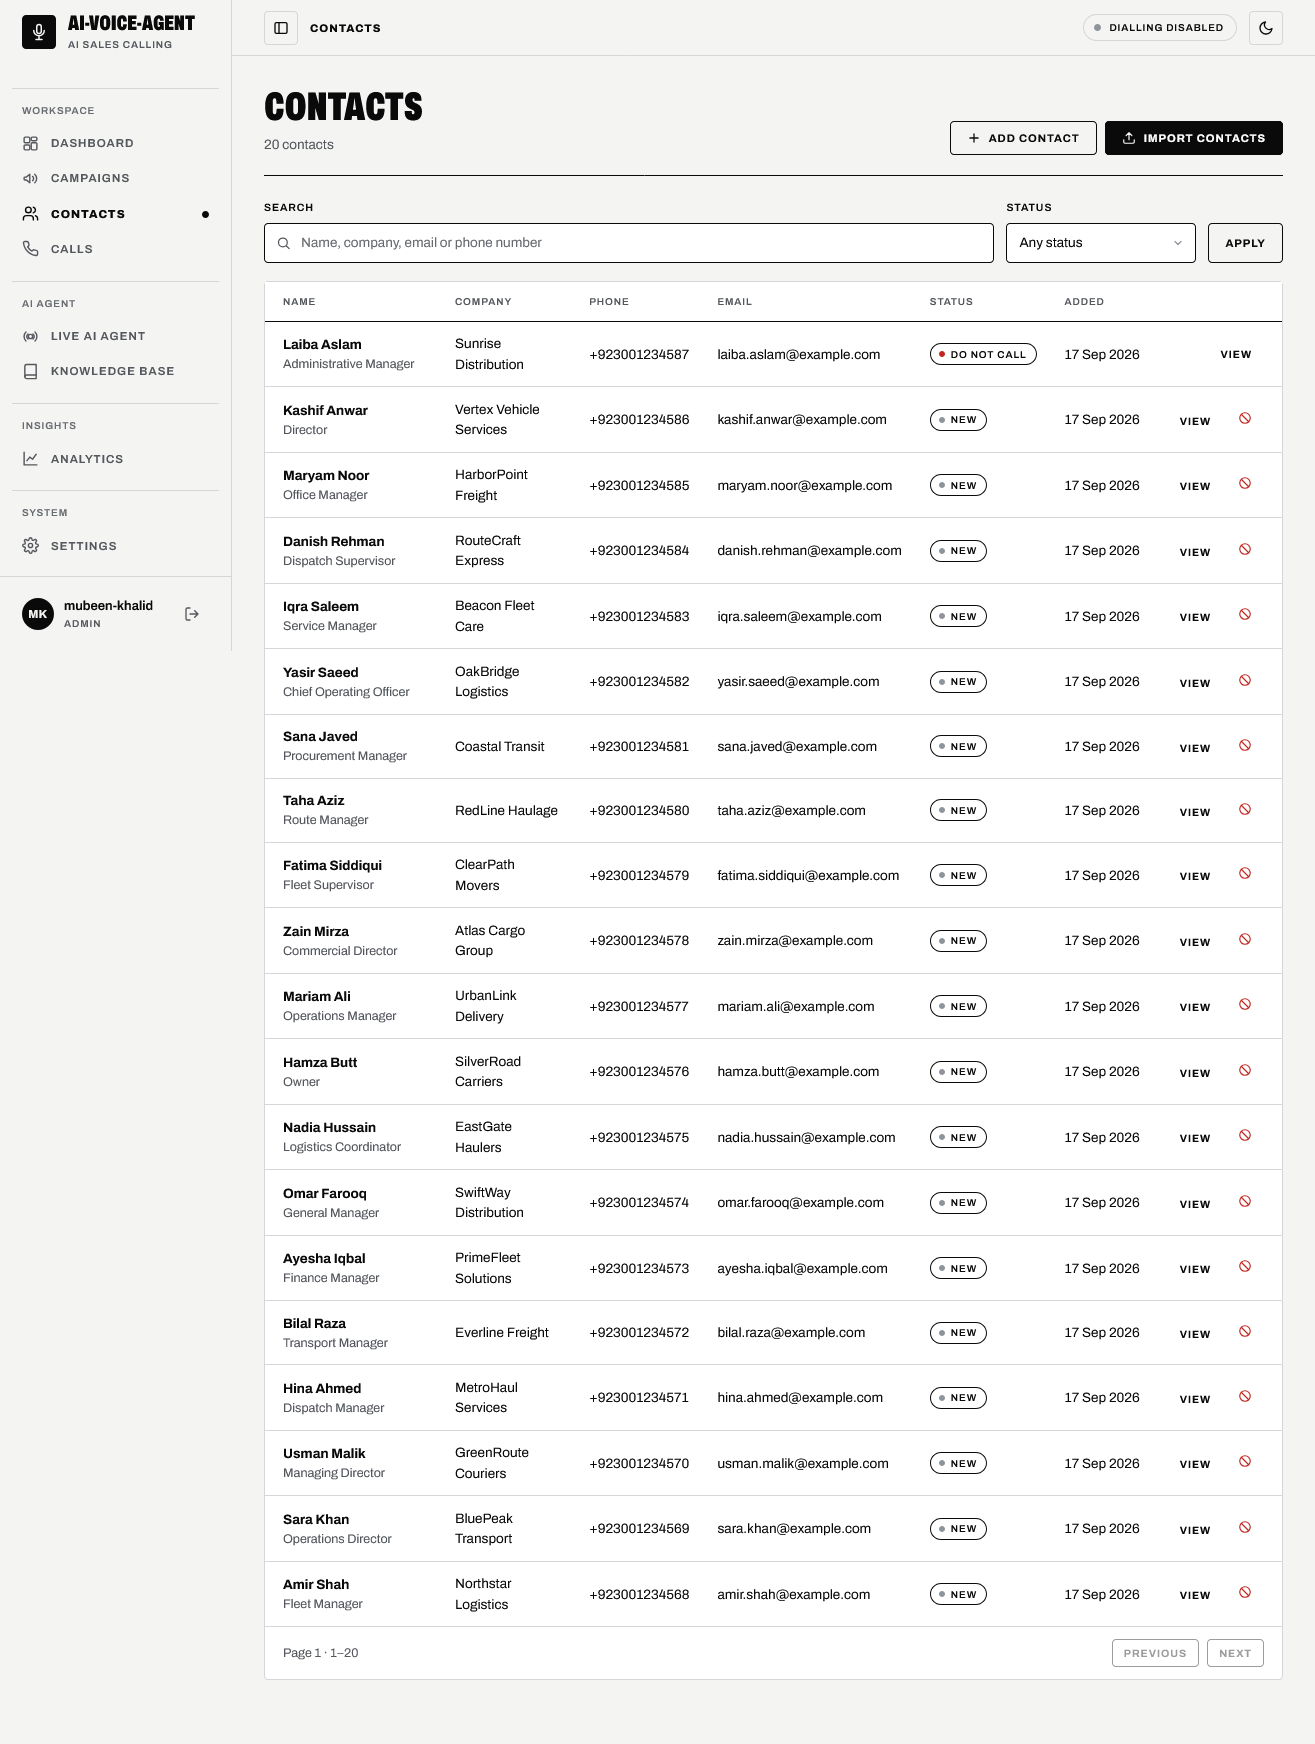 AI-VOICE-AGENT
AI SALES CALLING
WORKSPACE
DASHBOARD
CAMPAIGNS
CONTACTS
CALLS
AI AGENT
LIVE AI AGENT
KNOWLEDGE BASE
INSIGHTS
ANALYTICS
SYSTEM
SETTINGS
MK
mubeen-khalid
ADMIN
CONTACTS
DIALLING DISABLED
CONTACTS
20 contacts
ADD CONTACT
IMPORT CONTACTS
SEARCH
Name, company, email or phone number
STATUS
Any status
APPLY
NAME COMPANY PHONE EMAIL STATUS ADDED
Laiba Aslam
Administrative Manager
Sunrise
Distribution
+923001234587 laiba.aslam@example.com DO NOT CALL 17 Sep 2026 VIEW
Kashif Anwar
Director
Vertex Vehicle
Services
+923001234586 kashif.anwar@example.com NEW 17 Sep 2026 VIEW
Maryam Noor
Office Manager
HarborPoint
Freight
+923001234585 maryam.noor@example.com NEW 17 Sep 2026 VIEW
Danish Rehman
Dispatch Supervisor
RouteCraft
Express
+923001234584 danish.rehman@example.com NEW 17 Sep 2026 VIEW
Iqra Saleem
Service Manager
Beacon Fleet
Care
+923001234583 iqra.saleem@example.com NEW 17 Sep 2026 VIEW
Yasir Saeed
Chief Operating Officer
OakBridge
Logistics
+923001234582 yasir.saeed@example.com NEW 17 Sep 2026 VIEW
Sana Javed
Procurement Manager
Coastal Transit
+923001234581 sana.javed@example.com NEW 17 Sep 2026 VIEW
Taha Aziz
Route Manager
RedLine Haulage
+923001234580 taha.aziz@example.com NEW 17 Sep 2026 VIEW
Fatima Siddiqui
Fleet Supervisor
ClearPath
Movers
+923001234579 fatima.siddiqui@example.com NEW 17 Sep 2026 VIEW
Zain Mirza
Commercial Director
Atlas Cargo
Group
+923001234578 zain.mirza@example.com NEW 17 Sep 2026 VIEW
Mariam Ali
Operations Manager
UrbanLink
Delivery
+923001234577 mariam.ali@example.com NEW 17 Sep 2026 VIEW
Hamza Butt
Owner
SilverRoad
Carriers
+923001234576 hamza.butt@example.com NEW 17 Sep 2026 VIEW
Nadia Hussain
Logistics Coordinator
EastGate
Haulers
+923001234575 nadia.hussain@example.com NEW 17 Sep 2026 VIEW
Omar Farooq
General Manager
SwiftWay
Distribution
+923001234574 omar.farooq@example.com NEW 17 Sep 2026 VIEW
Ayesha Iqbal
Finance Manager
PrimeFleet
Solutions
+923001234573 ayesha.iqbal@example.com NEW 17 Sep 2026 VIEW
Bilal Raza
Transport Manager
Everline Freight
+923001234572 bilal.raza@example.com NEW 17 Sep 2026 VIEW
Hina Ahmed
Dispatch Manager
MetroHaul
Services
+923001234571 hina.ahmed@example.com NEW 17 Sep 2026 VIEW
Usman Malik
Managing Director
GreenRoute
Couriers
+923001234570 usman.malik@example.com NEW 17 Sep 2026 VIEW
Sara Khan
Operations Director
BluePeak
Transport
+923001234569 sara.khan@example.com NEW 17 Sep 2026 VIEW
Amir Shah
Fleet Manager
Northstar
Logistics
+923001234568 amir.shah@example.com NEW 17 Sep 2026 VIEW
Page 1 · 1–20
PREVIOUS
NEXT